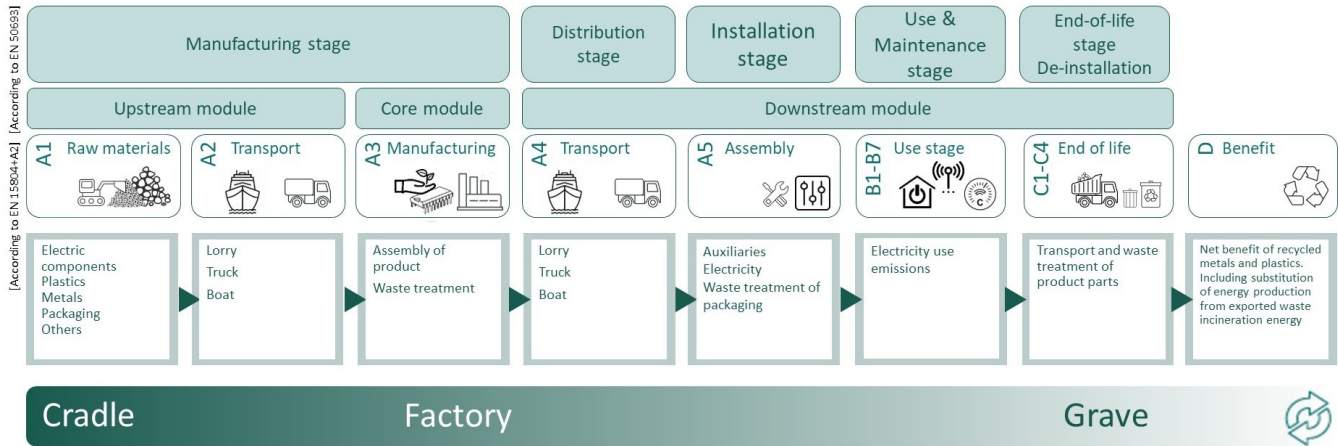 [According to EN 50693]
Manufacturing stage
Distribution
stage
Installation
stage
Use &
Maintenance
stage
End-of-life
stage
De-installation
Upstream module
Core module
Downstream module
[According to EN 15804+A2]
A1 Raw materials
A2 Transport
A3 Manufacturing
A4 Transport
A5 Assembly
B1-B7 Use stage
C
C1-C4 End of life
D Benefit
Electric
components
Plastics
Metals
Packaging
Others
Lorry
Truck
Boat
Assembly of
product
Waste treatment
Lorry
Truck
Boat
Auxiliaries
Electricity
Waste treatment of
packaging
Electricity use
emissions
Transport and waste
treatment of
product parts
Net benefit of recycled
metals and plastics.
Including substitution
of energy production
from exported waste
incineration energy
Cradle
Factory
Grave